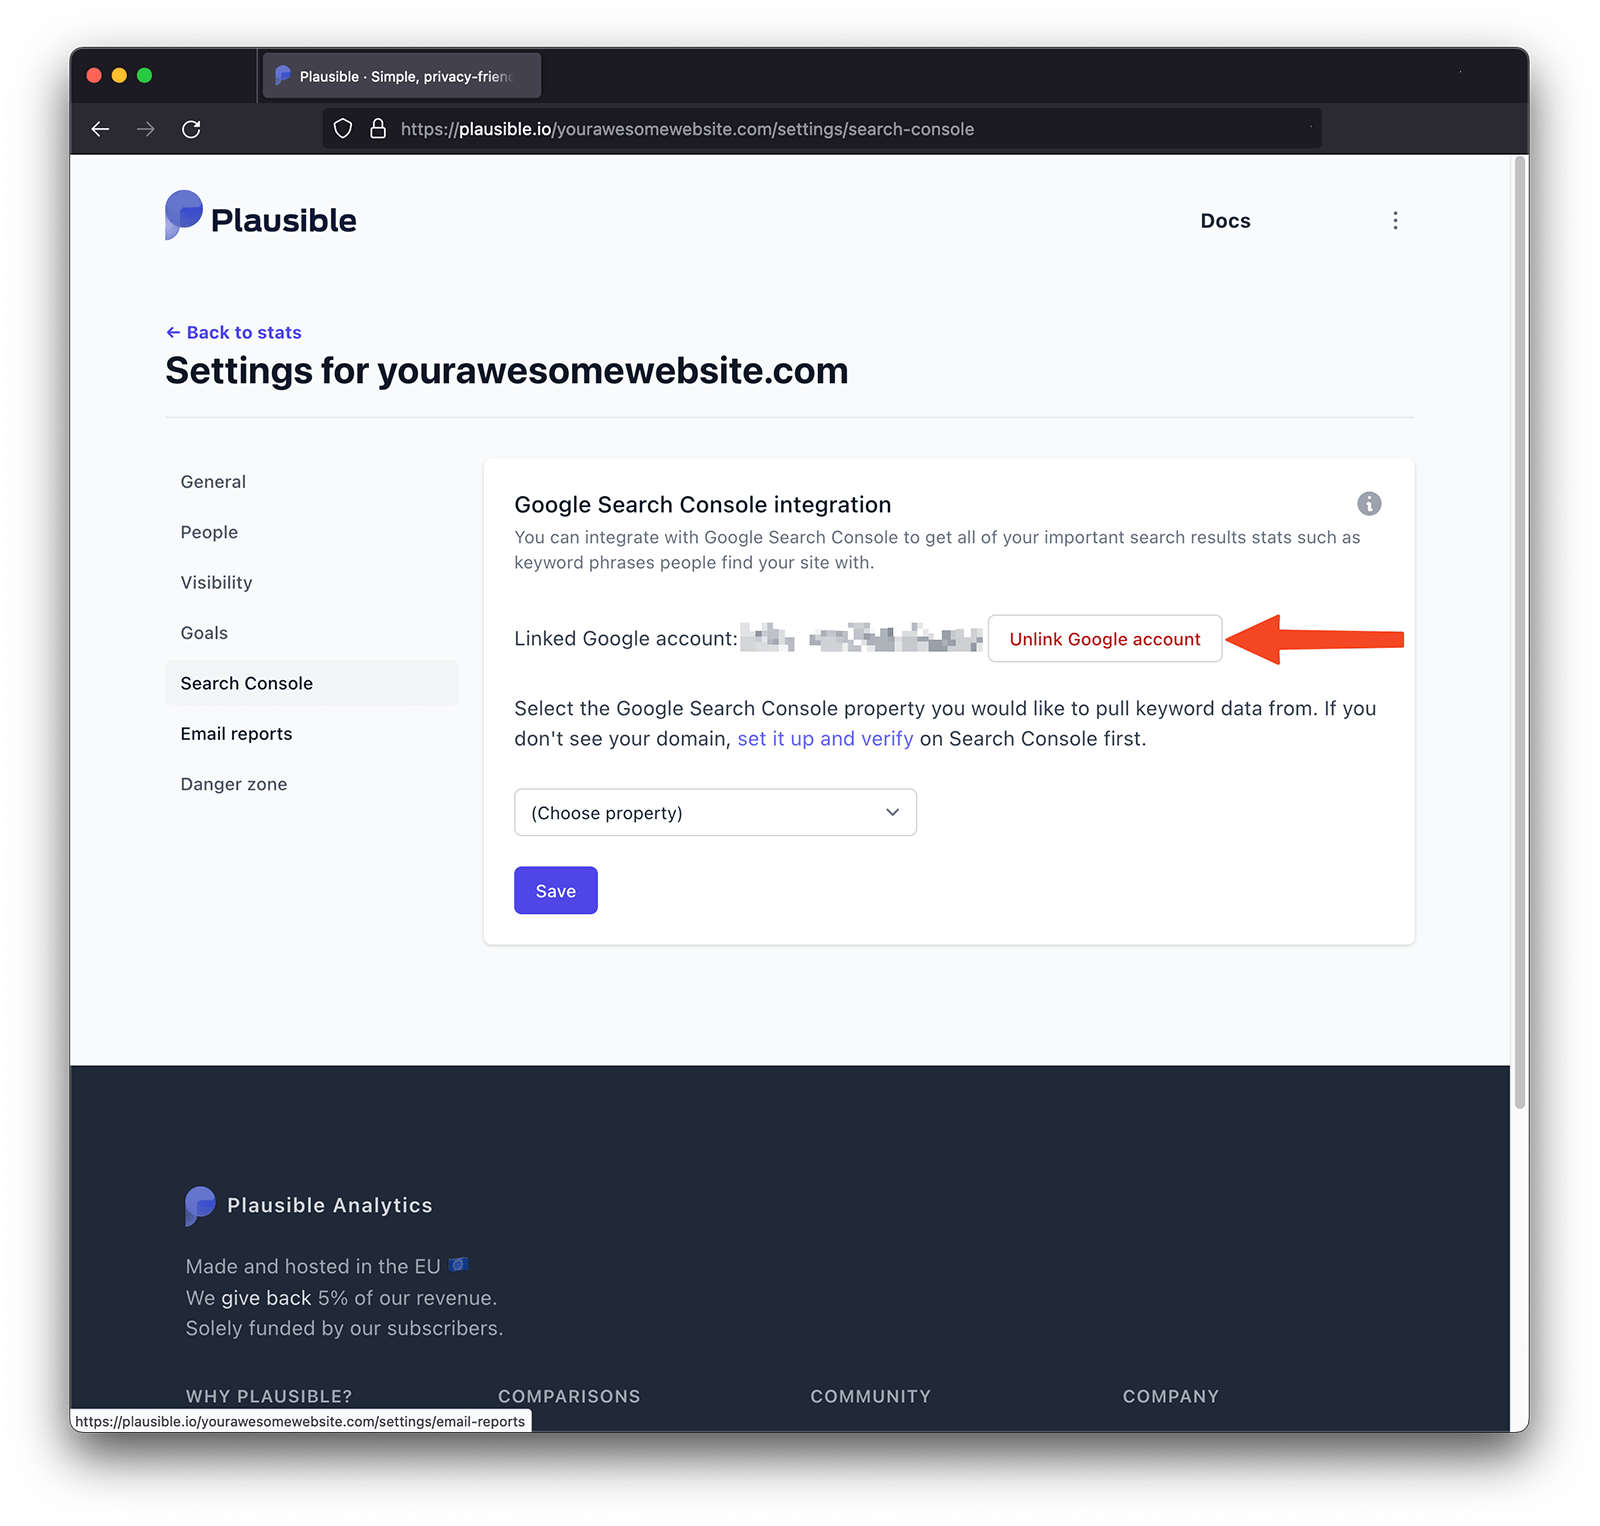 Plausible · Simple, privacy-frien
https://plausible.io/yourawesomewebsite.com/settings/search-console
Plausible
Docs
← Back to stats
Settings for yourawesomewebsite.com
General
People
Visibility
Goals
Search Console
Email reports
Danger zone
Google Search Console integration
You can integrate with Google Search Console to get all of your important search results stats such as
keyword phrases people find your site with.
Linked Google account:
Unlink Google account
Select the Google Search Console property you would like to pull keyword data from. If you
don't see your domain, set it up and verify on Search Console first.
(Choose property)
Save
Plausible Analytics
Made and hosted in the EU 🇪🇺
We give back 5% of our revenue.
Solely funded by our subscribers.
WHY PLAUSIBLE?
COMPARISONS
COMMUNITY
COMPANY
https://plausible.io/yourawesomewebsite.com/settings/email-reports